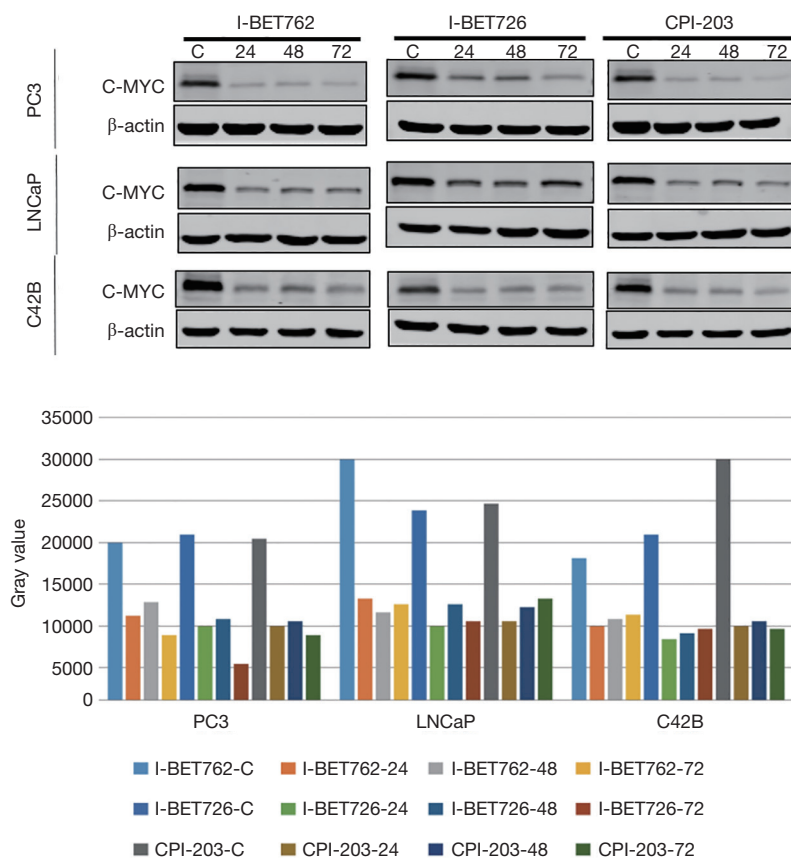 I-BET762 I-BET726 CPI-203
C 24 48 72 C 24 48 72 C 24 48 72
PC3
C-MYC
β-actin
LNCaP
C-MYC
β-actin
C42B
C-MYC
β-actin
35000
30000
25000
20000
15000
10000
5000
0
Gray value
PC3 LNCaP C42B
I-BET762-C I-BET762-24 I-BET762-48 I-BET762-72
I-BET726-C I-BET726-24 I-BET726-48 I-BET726-72
CPI-203-C CPI-203-24 CPI-203-48 CPI-203-72